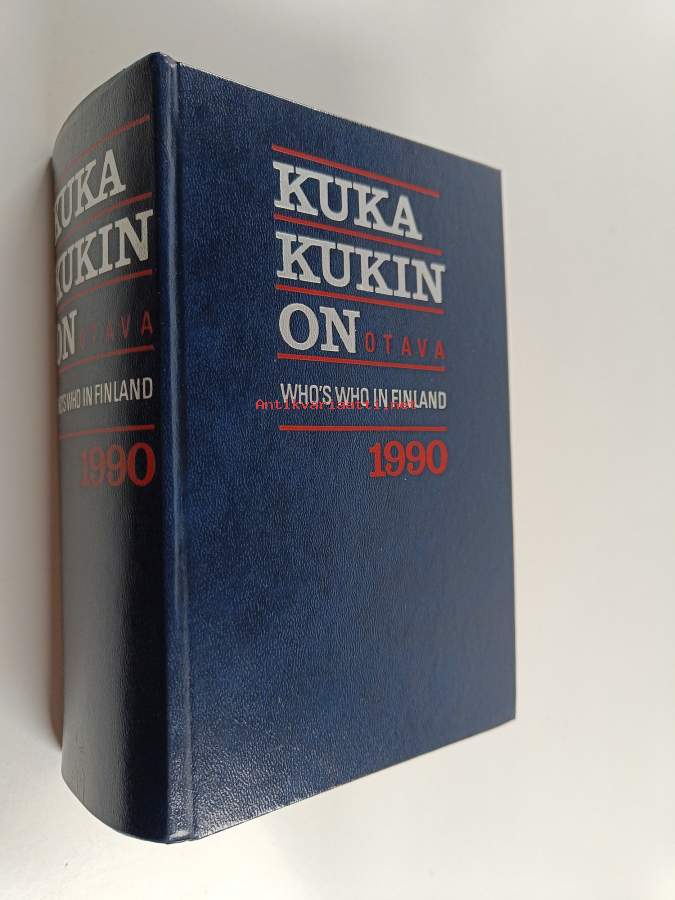 KUKA
KUKIN
ON OTAVA
WHO'S WHO IN FINLAND
1990
KUKA
KUKIN
ON OTAVA
WHO'S WHO IN FINLAND
1990
Antikvariaatti.net